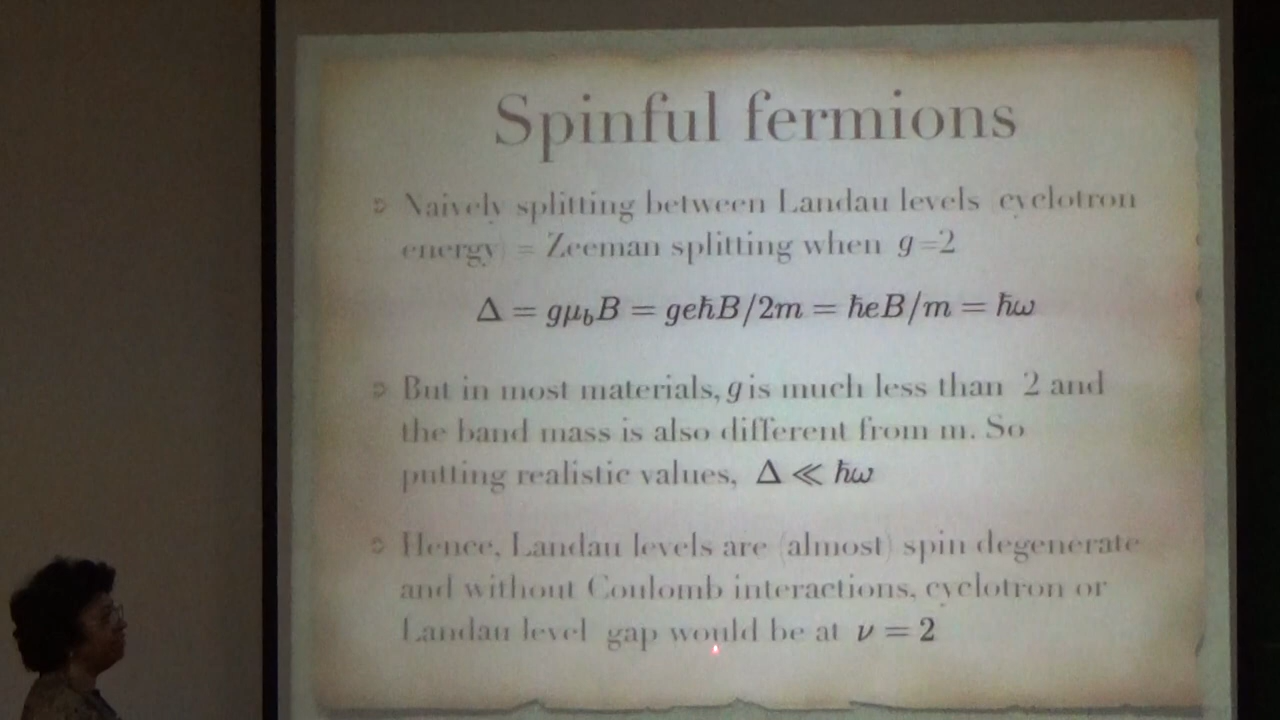 Spinful fermions
Naively splitting between Landau levels cyclotron
energy) = Zeeman splitting when g=2
Δ = gμ_bB = geħB/2m = ħeB/m = ħω
But in most materials, g is much less than 2 and
the band mass is also different from m. So
putting realistic values, Δ ≪ ħω
Hence, Landau levels are (almost) spin degenerate
and without Coulomb interactions, cyclotron or
Landau level gap would be at ν = 2